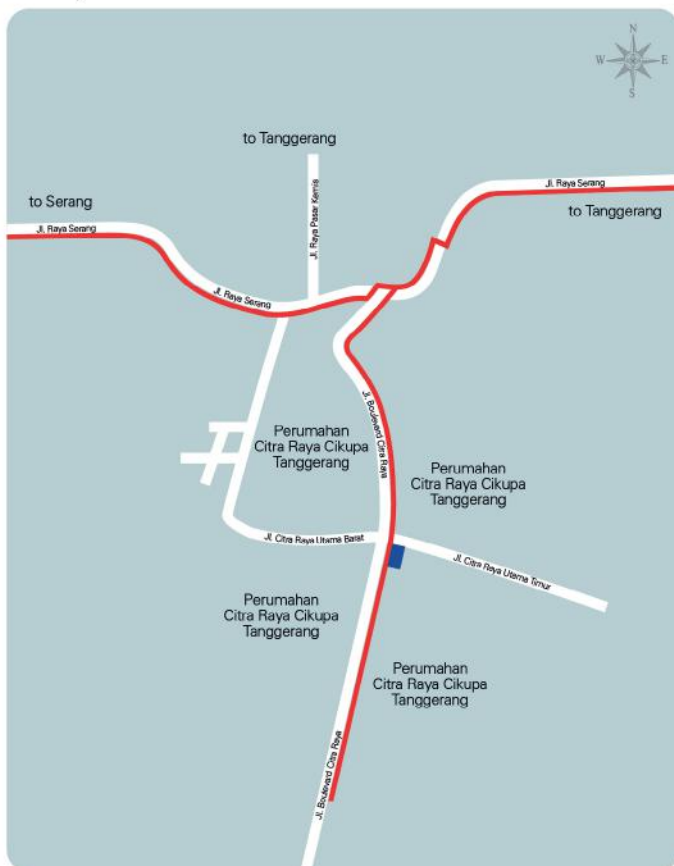 N
W
E
S
to Tanggerang
Jl. Raya Pasar Kemis
Jl. Raya Serang
to Tanggerang
to Serang
Jl. Raya Serang
Jl. Raya Serang
Jl. Boulevard Citra Raya
Perumahan
Citra Raya Cikupa
Tanggerang
Perumahan
Citra Raya Cikupa
Tanggerang
Jl. Citra Raya Utama Barat
Jl. Citra Raya Utama Timur
Perumahan
Citra Raya Cikupa
Tanggerang
Perumahan
Citra Raya Cikupa
Tanggerang
Jl. Boulevard Citra Raya